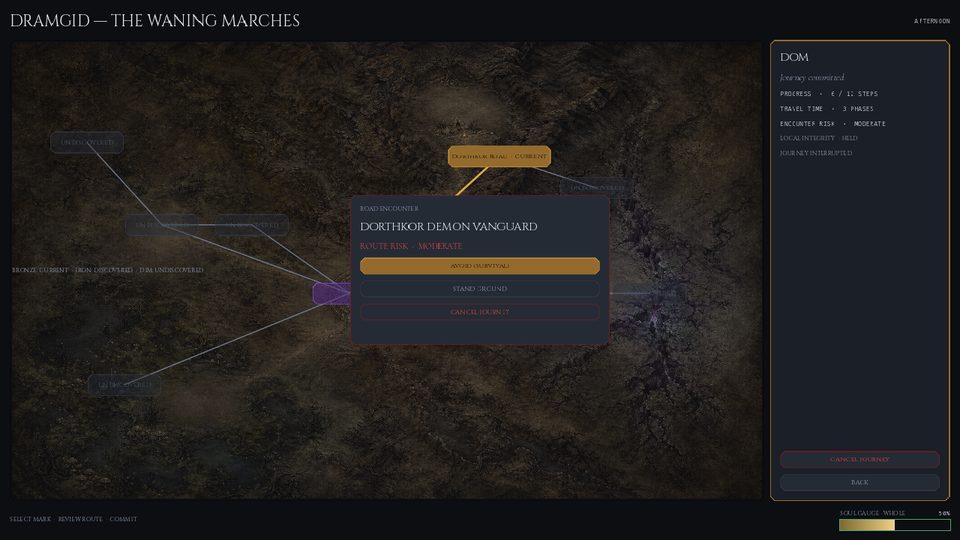 DRAMGID — THE WANING MARCHES
AFTERNOON
DOM
Journey committed
PROGRESS · 6 / 12 STEPS
TRAVEL TIME · 3 PHASES
ENCOUNTER RISK · MODERATE
LOCAL INTEGRITY · HELD
JOURNEY INTERRUPTED
UNDISCOVERED
DORTHKOR ROAD · CURRENT
UNDISCOVERED
UNDISCOVERED
UNDISCOVERED
ROAD ENCOUNTER
DORTHKOR DEMON VANGUARD
ROUTE RISK · MODERATE
AVOID (SURVIVAL)
STAND GROUND
CANCEL JOURNEY
BRONZE: CURRENT · IRON: DISCOVERED · DIM: UNDISCOVERED
UNDISCOVERED
CANCEL JOURNEY
BACK
SELECT MARK · REVIEW ROUTE · COMMIT
SOUL GAUGE · WHOLE
50%